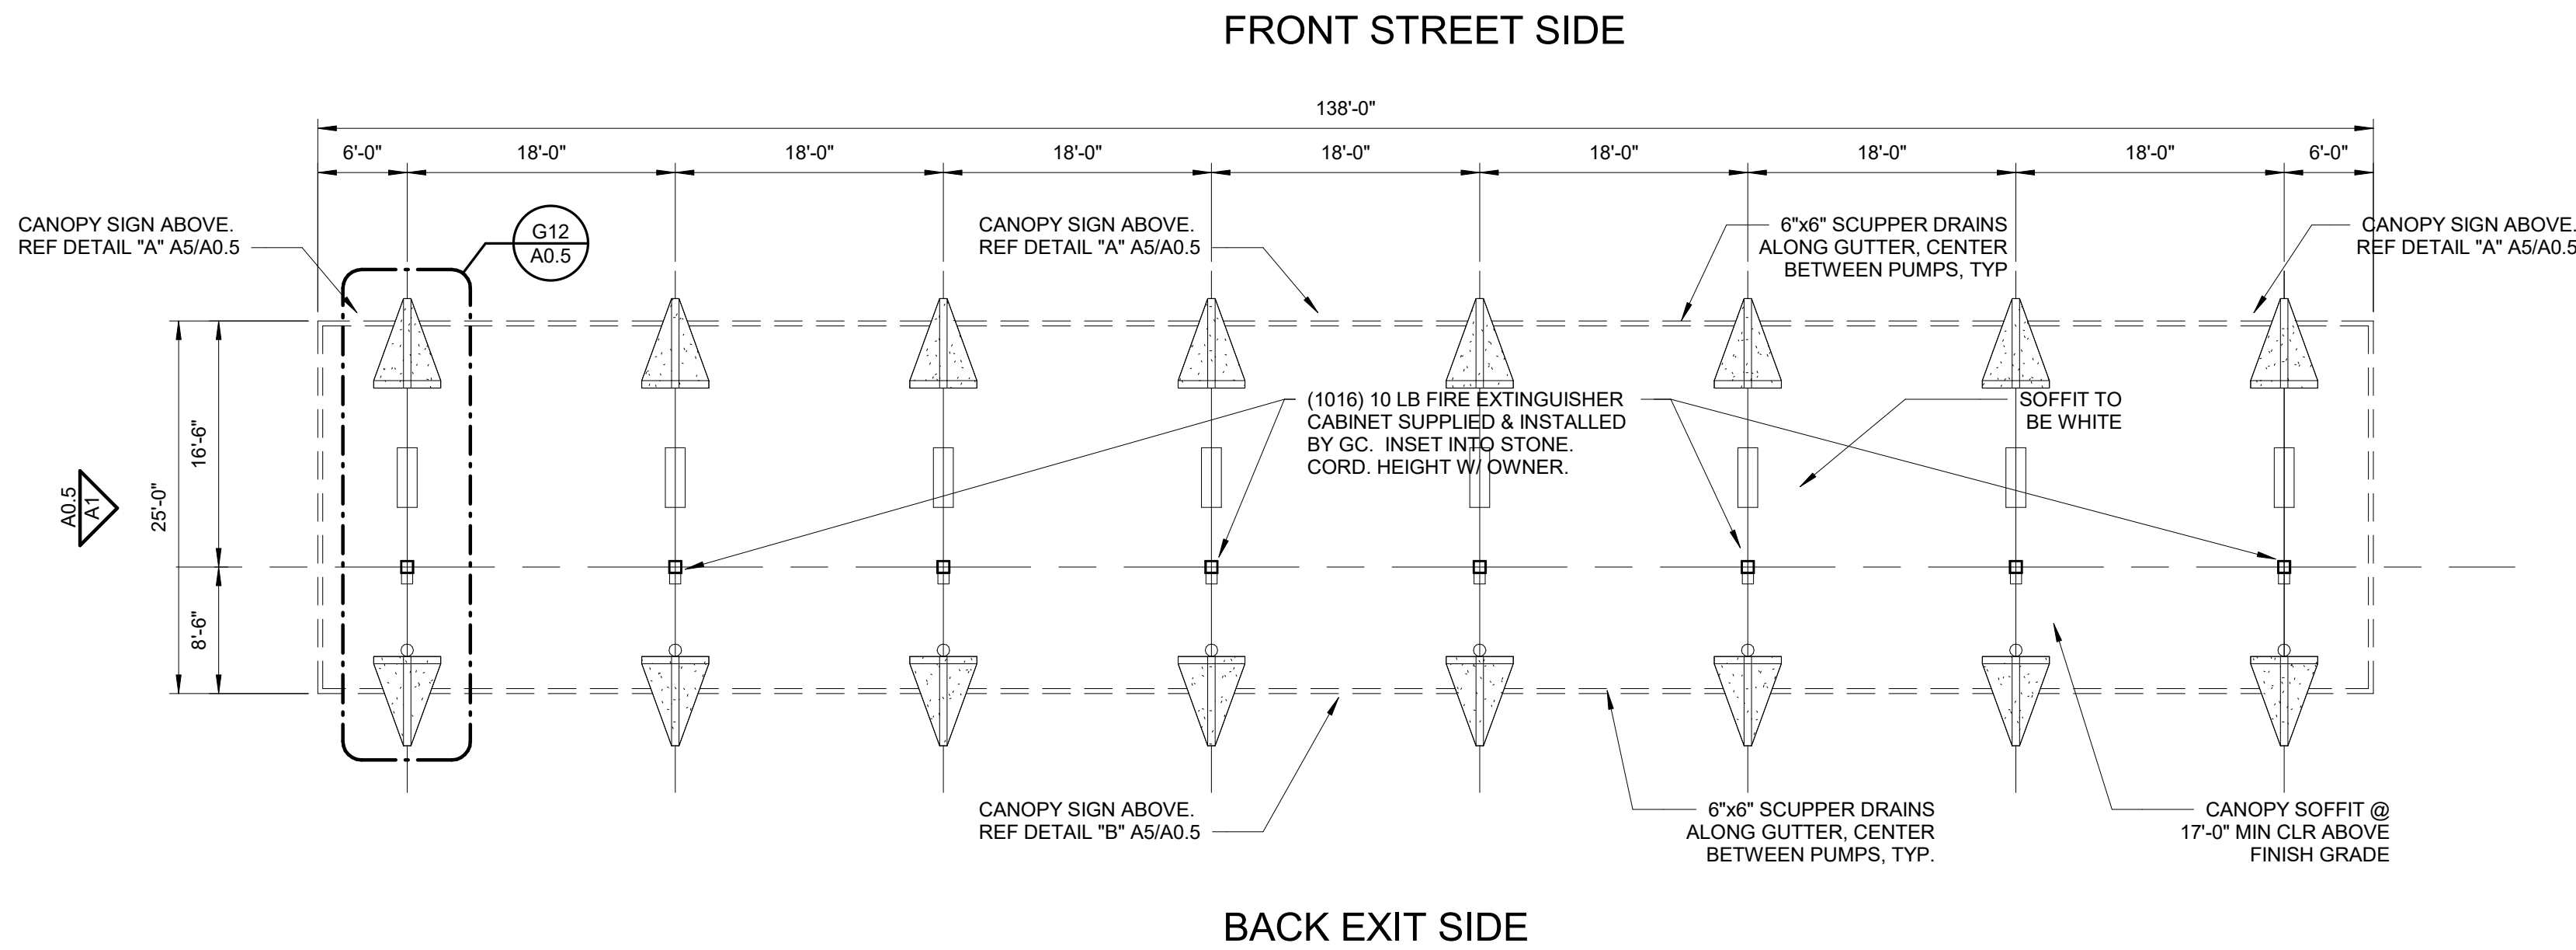 FRONT STREET SIDE
138'-0"
6'-0"
18'-0"
18'-0"
18'-0"
18'-0"
18'-0"
18'-0"
18'-0"
6'-0"
CANOPY SIGN ABOVE.
REF DETAIL "A" A5/A0.5
G12
A0.5
CANOPY SIGN ABOVE.
REF DETAIL "A" A5/A0.5
6"x6" SCUPPER DRAINS
ALONG GUTTER, CENTER
BETWEEN PUMPS, TYP
CANOPY SIGN ABOVE.
REF DETAIL "A" A5/A0.5
A0.5
A1
25'-0"
16'-6"
8'-6"
(1016) 10 LB FIRE EXTINGUISHER
CABINET SUPPLIED & INSTALLED
BY GC. INSET INTO STONE.
CORD. HEIGHT W/ OWNER.
SOFFIT TO
BE WHITE
CANOPY SIGN ABOVE.
REF DETAIL "B" A5/A0.5
6"x6" SCUPPER DRAINS
ALONG GUTTER, CENTER
BETWEEN PUMPS, TYP.
CANOPY SOFFIT @
17'-0" MIN CLR ABOVE
FINISH GRADE
BACK EXIT SIDE